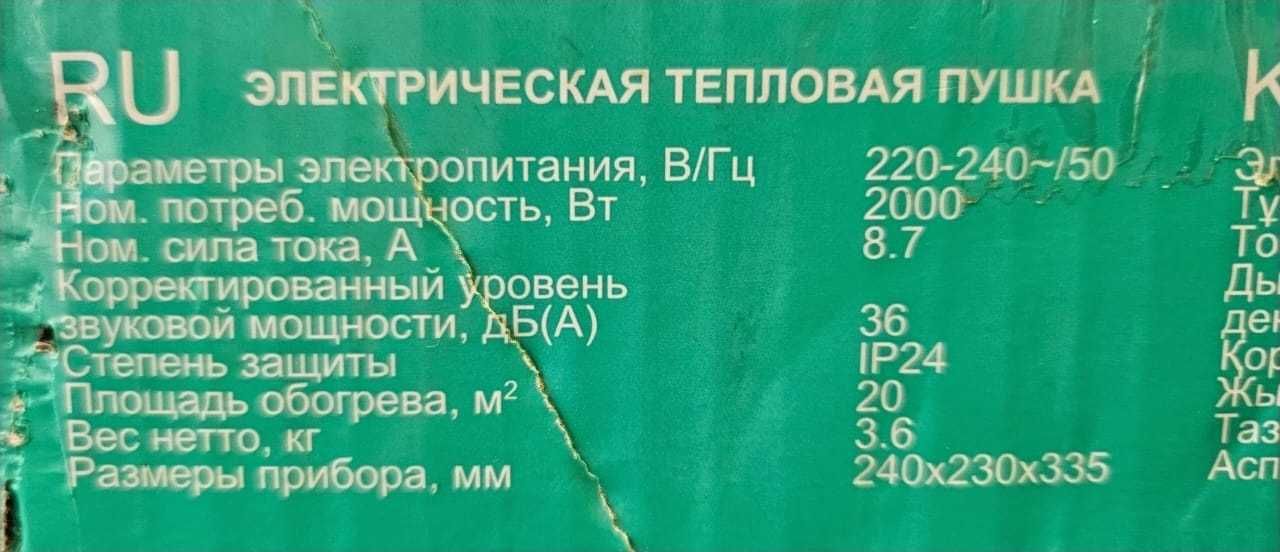 RU ЭЛЕКТРИЧЕСКАЯ ТЕПЛОВАЯ ПУШКА
Параметры электропитания, В/Гц 220-240~/50
Ном. потреб. мощность, Вт 2000
Ном. сила тока, А 8.7
Корректированный уровень
звуковой мощности, дБ(А) 36
Степень защиты IP24
Площадь обогрева, м² 20
Вес нетто, кг 3.6
Размеры прибора, мм 240x230x335